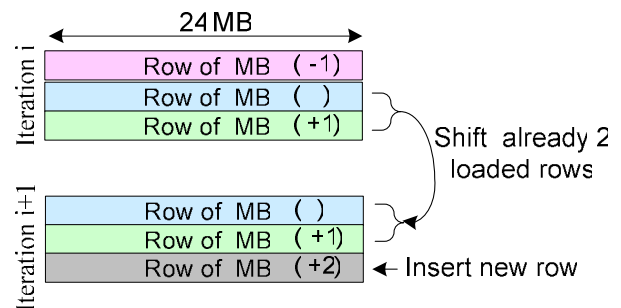 24MB
Iteration i
Row of MB (-1)
Row of MB ( )
Row of MB (+1)
Shift already 2
loaded rows
Iteration i+1
Row of MB ( )
Row of MB (+1)
Row of MB (+2)
Insert new row